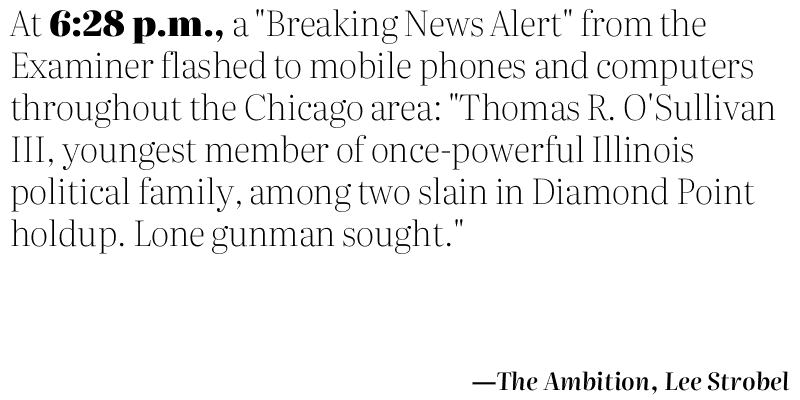 At 6:28 p.m., a "Breaking News Alert" from the
Examiner flashed to mobile phones and computers
throughout the Chicago area: "Thomas R. O'Sullivan
III, youngest member of once-powerful Illinois
political family, among two slain in Diamond Point
holdup. Lone gunman sought."
—The Ambition, Lee Strobel